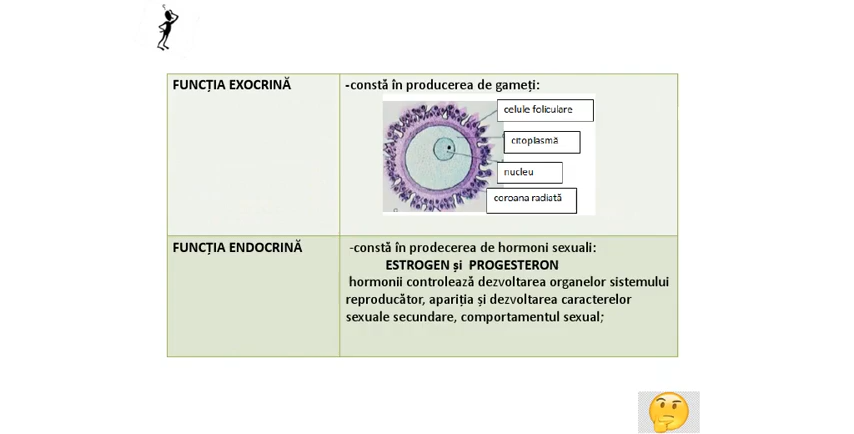 FUNCȚIA EXOCRINĂ
-constă în producerea de gameți:
celule foliculare
citoplasmă
nucleu
coroana radiată
FUNCȚIA ENDOCRINĂ
-constă în prodecerea de hormoni sexuali:
ESTROGEN și PROGESTERON
hormonii controlează dezvoltarea organelor sistemului
reproducător, apariția și dezvoltarea caracterelor
sexuale secundare, comportamentul sexual;